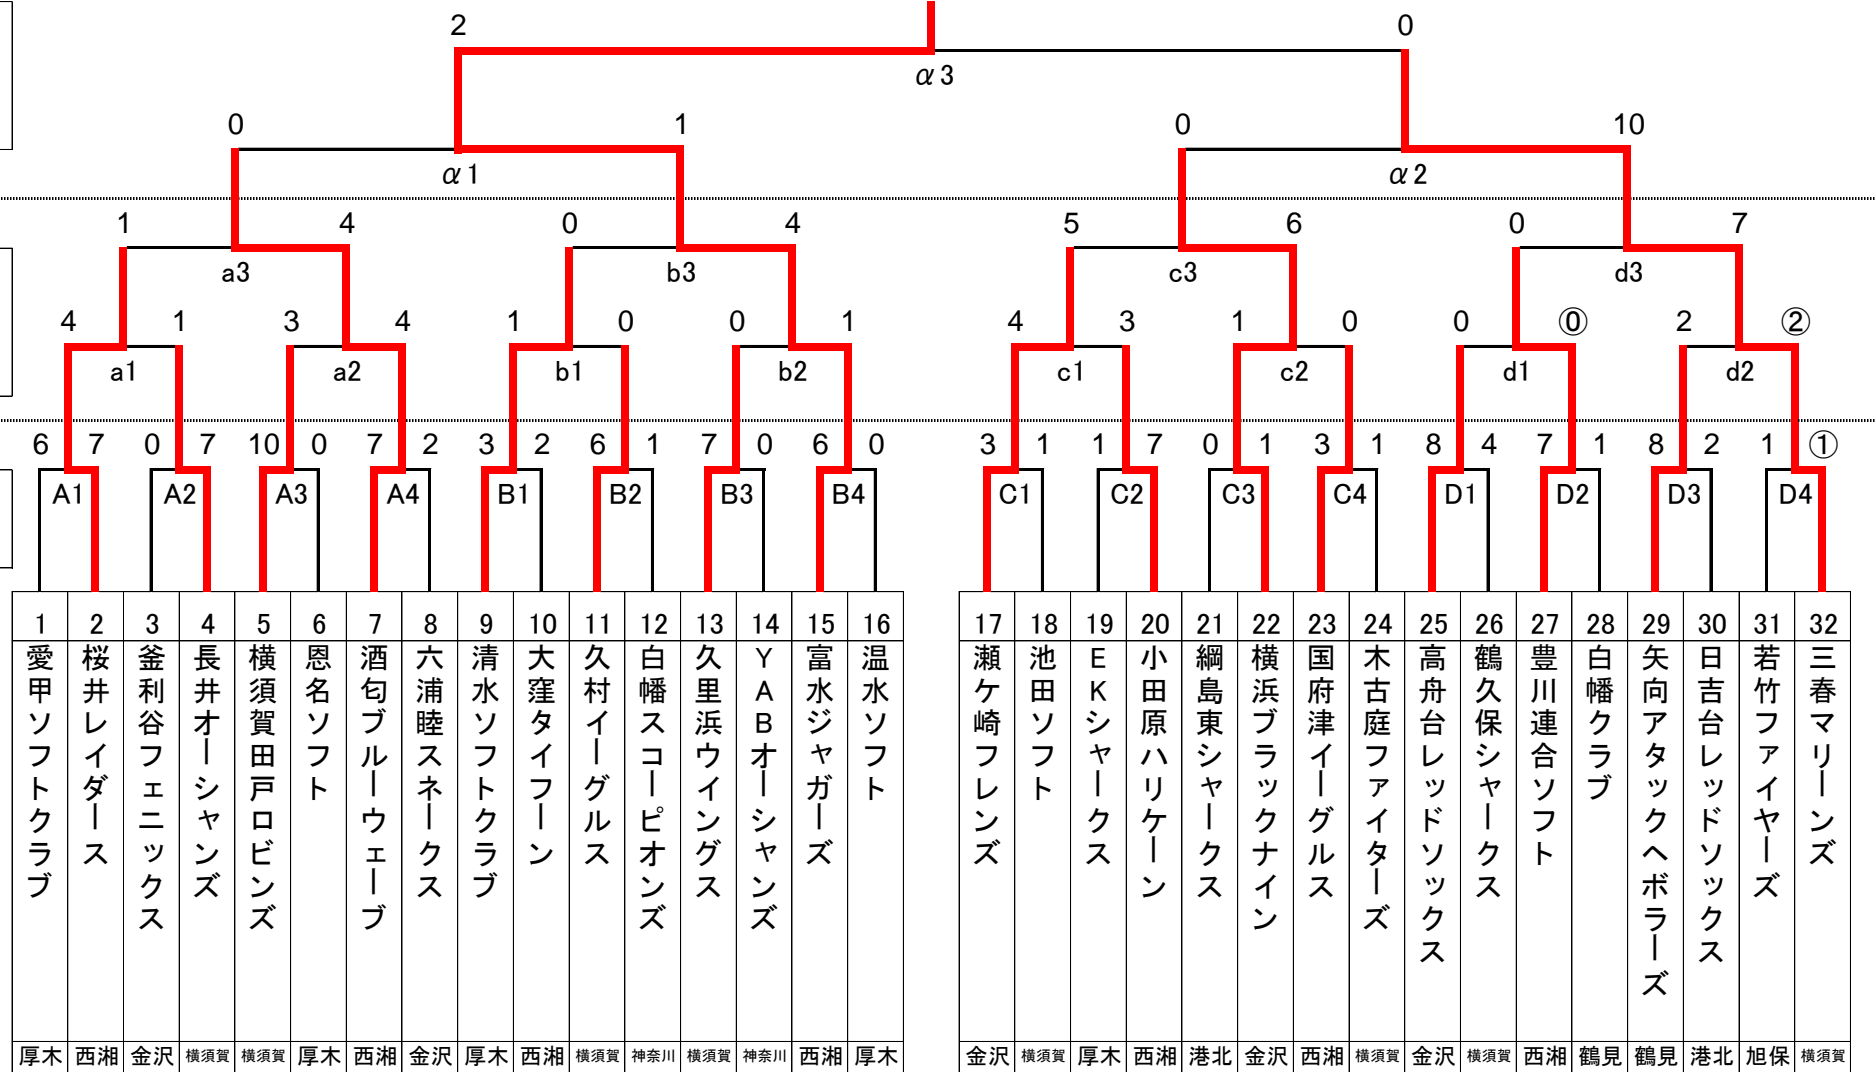 2 0
α3
0 1 0 10
α1 α2
1 4 0 4 5 6 0 7
a3 b3 c3 d3
4 1 3 4 1 0 0 1 4 3 1 0 0 ⓪ 2 ②
a1 a2 b1 b2 c1 c2 d1 d2
6 7 0 7 10 0 7 2 3 2 6 1 7 0 6 0 3 1 1 7 0 1 3 1 8 4 7 1 8 2 1 ①
A1 A2 A3 A4 B1 B2 B3 B4 C1 C2 C3 C4 D1 D2 D3 D4
1 2 3 4 5 6 7 8 9 10 11 12 13 14 15 16 17 18 19 20 21 22 23 24 25 26 27 28 29 30 31 32
愛甲ソフトクラブ
桜井レイダース
釜利谷フェニックス
長井オーシャンズ
横須賀田戸ロビンズ
恩名ソフト
酒匂ブルーウェーブ
六浦睦スネークス
清水ソフトクラブ
大窪タイフーン
久村イーグルス
白幡スコーピオンズ
久里浜ウイングス
YABオーシャンズ
富水ジャガーズ
温水ソフト
瀬ケ崎フレンズ
池田ソフト
EKシャークス
小田原ハリケーン
綱島東シャークス
横浜ブラックナイン
国府津イーグルス
木古庭ファイターズ
高舟台レッドソックス
鶴久保シャークス
豊川連合ソフト
白幡クラブ
矢向アタックヘボラーズ
日吉台レッドソックス
若竹ファイヤーズ
三春マリーンズ
厚木 西湘 金沢 横須賀 横須賀 厚木 西湘 金沢 厚木 西湘 横須賀 神奈川 横須賀 神奈川 西湘 厚木 金沢 横須賀 厚木 西湘 港北 金沢 西湘 横須賀 金沢 横須賀 西湘 鶴見 鶴見 港北 旭保 横須賀